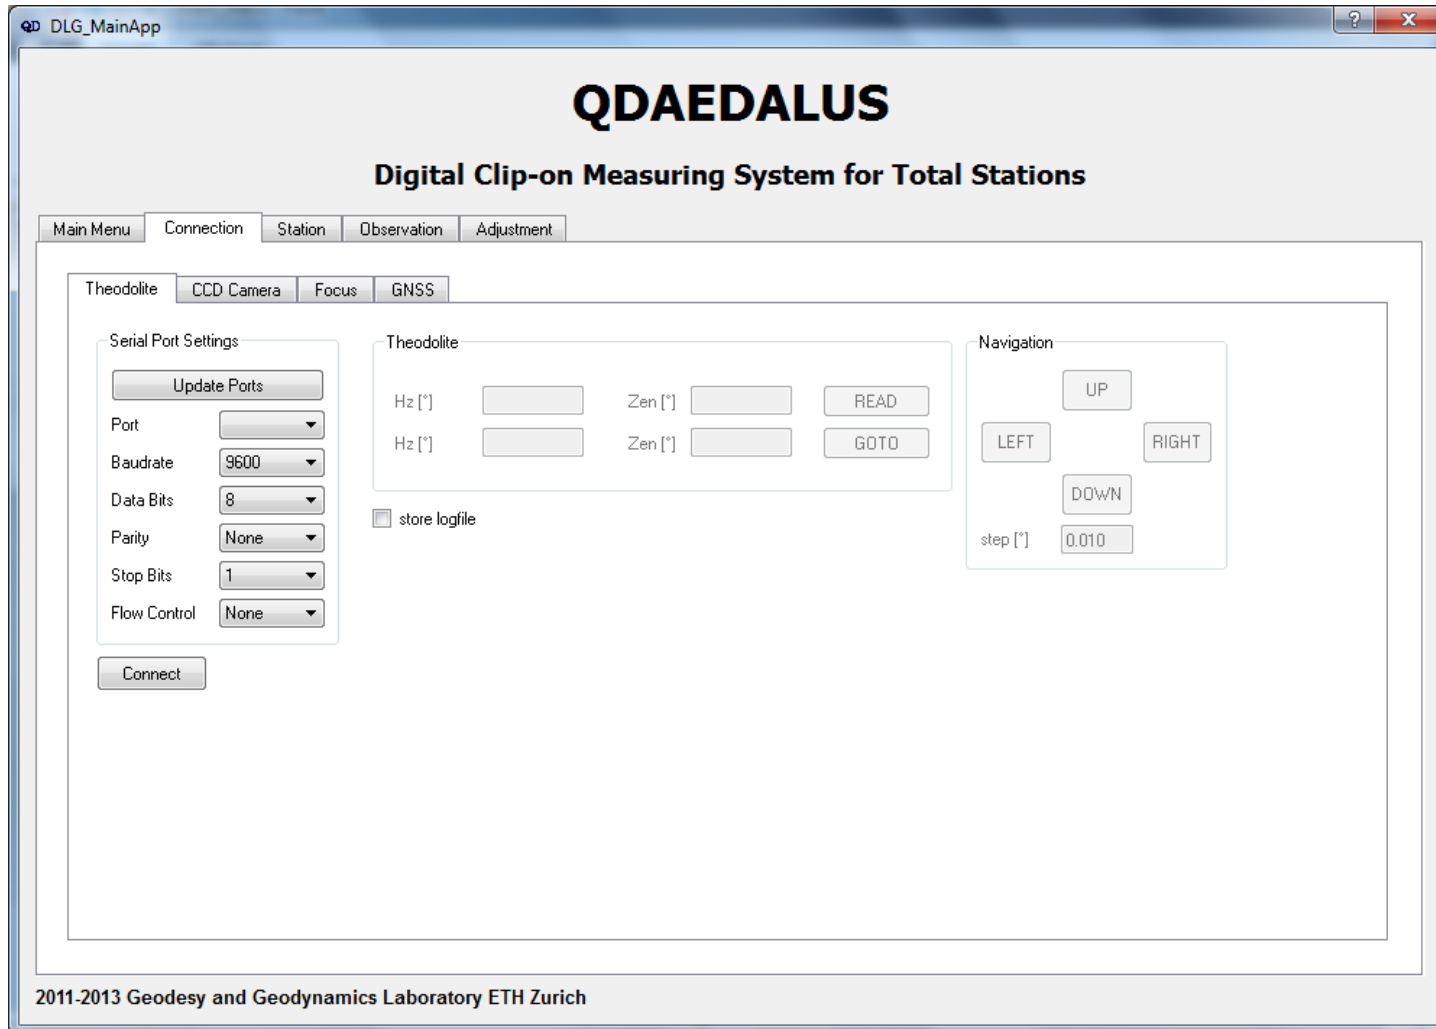 QD DLG_MainApp
?
X
QDAEDALUS
Digital Clip-on Measuring System for Total Stations
Main Menu Connection Station Observation Adjustment
Theodolite CCD Camera Focus GNSS
Serial Port Settings
Update Ports
Port
Baudrate 9600
Data Bits 8
Parity None
Stop Bits 1
Flow Control None
Connect
Theodolite
Hz [°] Zen [°] READ
Hz [°] Zen [°] GOTO
store logfile
Navigation
UP
LEFT RIGHT
DOWN
step [°] 0.010
2011-2013 Geodesy and Geodynamics Laboratory ETH Zurich